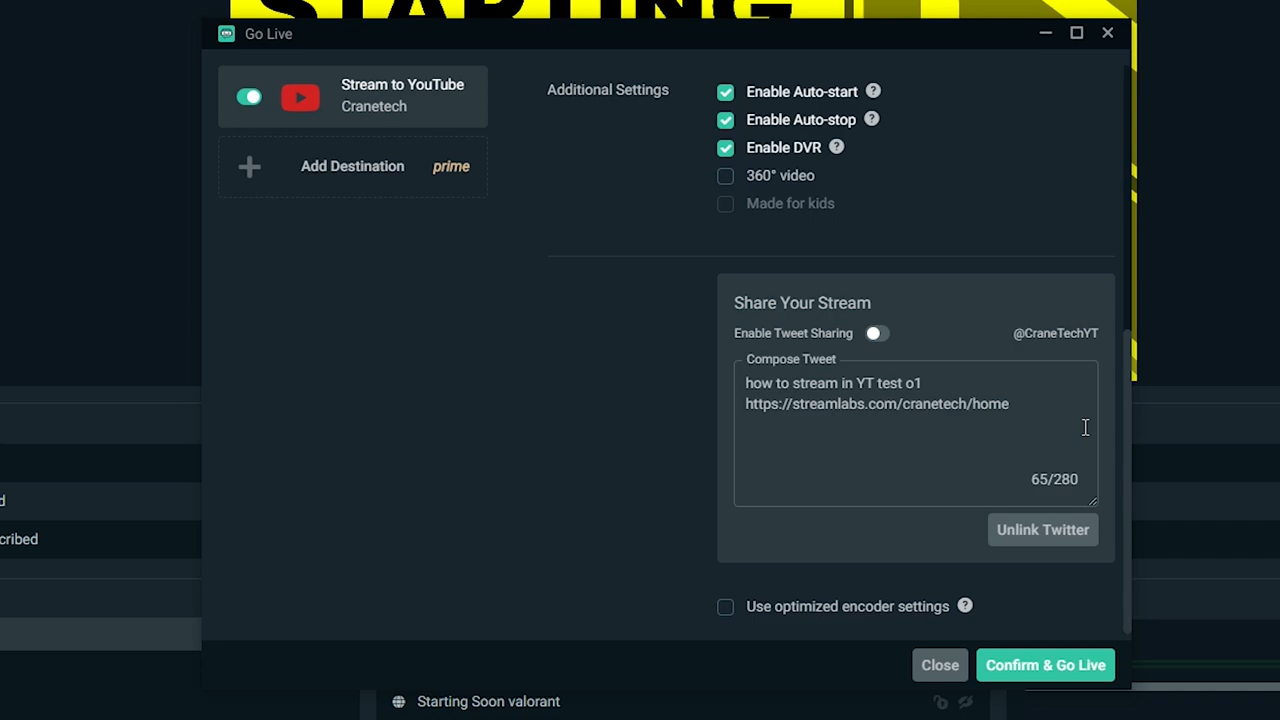 STARTING
Go Live
Stream to YouTube
Cranetech
Add Destination prime
Additional Settings
Enable Auto-start
Enable Auto-stop
Enable DVR
360° video
Made for kids
Share Your Stream
Enable Tweet Sharing @CraneTechYT
Compose Tweet
how to stream in YT test o1
https://streamlabs.com/cranetech/home
65/280
Unlink Twitter
Use optimized encoder settings
d
cribed
Close Confirm & Go Live
Starting Soon valorant